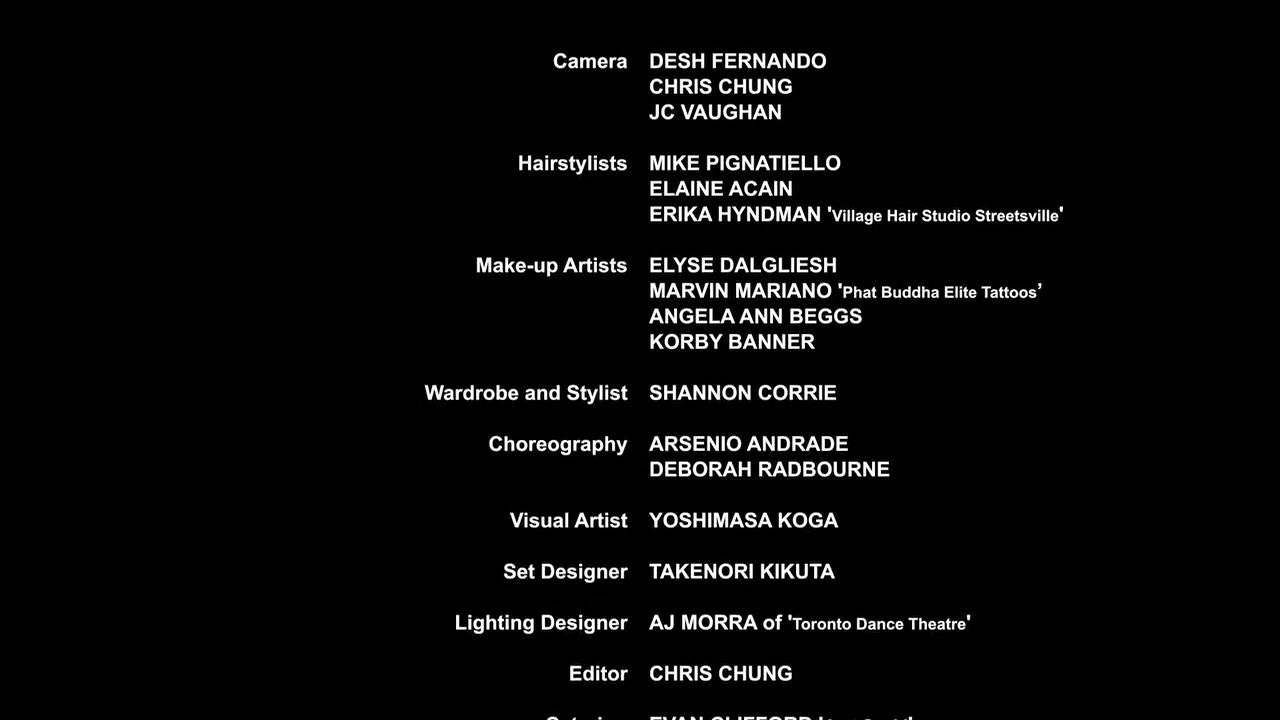 Camera DESH FERNANDO
CHRIS CHUNG
JC VAUGHAN
Hairstylists MIKE PIGNATIELLO
ELAINE ACAIN
ERIKA HYNDMAN 'Village Hair Studio Streetsville'
Make-up Artists ELYSE DALGLIESH
MARVIN MARIANO 'Phat Buddha Elite Tattoos’
ANGELA ANN BEGGS
KORBY BANNER
Wardrobe and Stylist SHANNON CORRIE
Choreography ARSENIO ANDRADE
DEBORAH RADBOURNE
Visual Artist YOSHIMASA KOGA
Set Designer TAKENORI KIKUTA
Lighting Designer AJ MORRA of 'Toronto Dance Theatre'
Editor CHRIS CHUNG
EVAN CLIFFORD